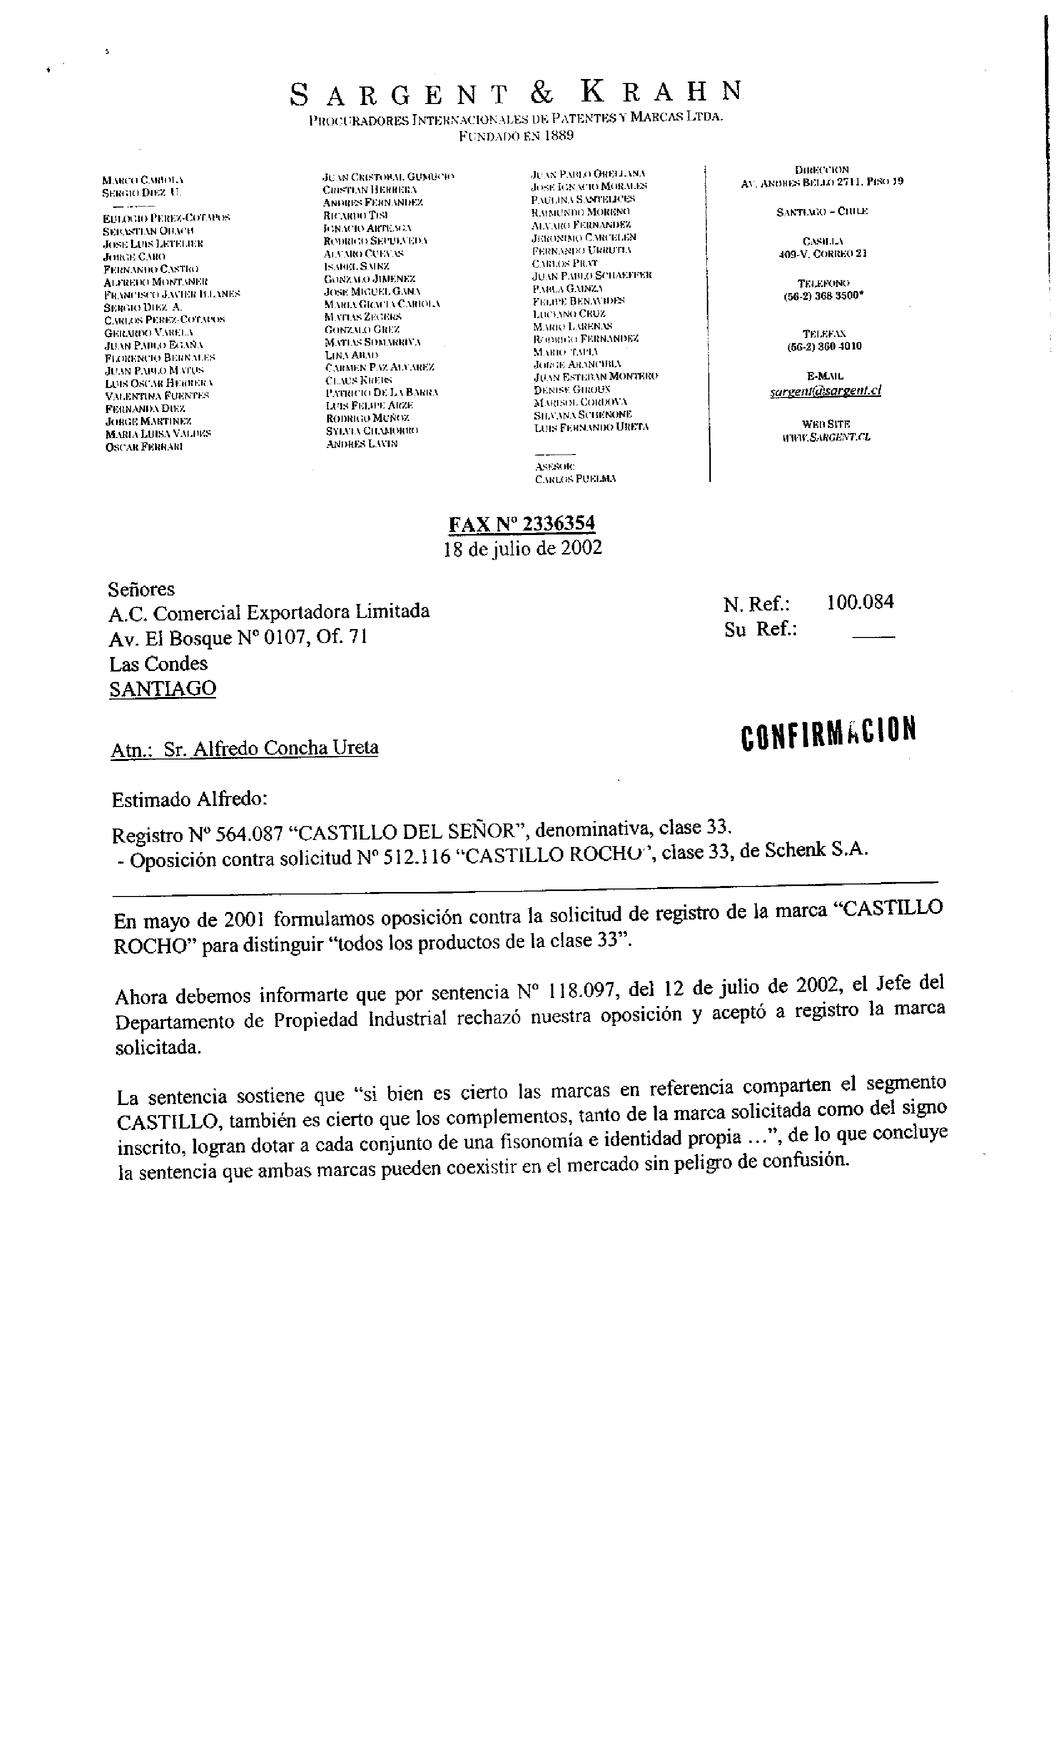 SARGENT & KRAHN
PROCURADORES INTERNACIONALES DE PATENTES Y MARCAS LTDA.
FUNDADO EN 1889
MARCO CARIOLA
SERGIO DIEZ U.
EULOGIO PEREZ-COTAPOS
SEBASTIAN OBACH
JOSE LUIS LETELIER
JORGE CARO
FERNANDO CASTRO
ALFREDO MONTANER
FRANCISCO JAVIER ILLANES
SERGIO DIEZ A.
CARLOS PEREZ-COTAPOS
GERARDO VARELA
JUAN PABLO EGAÑA
FLORENCIO BERNALES
JUAN PABLO MATUS
LUIS OSCAR HERRERA
VALENTINA FUENTES
FERNANDA DIEZ
JORGE MARTINEZ
MARIA LUISA VALDES
OSCAR FERRARI
JUAN CRISTOBAL GUMUCIO
CRISTIAN HERRERA
ANDRES FERNANDEZ
RICARDO TISI
IGNACIO ARTEAGA
RODRIGO SEPULVEDA
ALVARO CUEVAS
ISABEL SAINZ
GONZALO JIMENEZ
JOSE MIGUEL GANA
MARIA GRACIA CARIOLA
MATIAS ZEGERS
GONZALO GREZ
MATIAS SOMARRIVA
LINA ABAD
CARMEN PAZ ALVAREZ
CLAUS KREBS
PATRICIO DE LA BARRA
LUIS FELIPE ARZE
RODRIGO MUÑOZ
SYLVIA CHAMORRO
ANDRES LAVIN
JUAN PABLO ORELLANA
JOSE IGNACIO MORALES
PAULINA SANTELICES
RAIMUNDO MORENO
ALVARO FERNANDEZ
JERONIMO CARCELEN
FERNANDO URRUTIA
CARLOS PRAT
JUAN PABLO SCHAEFFER
PABLA GAINZA
FELIPE BENAVIDES
LUCIANO CRUZ
MARIO LARENAS
RODRIGO FERNANDEZ
MARIO TAPIA
JORGE ARANCIBIA
JUAN ESTEBAN MONTERO
DENISE GIROUX
MARISOL CORDOVA
SILVANA SCHENONE
LUIS FERNANDO URETA
ASESOR:
CARLOS PUELMA
DIRECCION
AV. ANDRES BELLO 2711, PISO 19
SANTIAGO – CHILE
CASILLA
409-V. CORREO 21
TELEFONO
(56-2) 368 3500*
TELEFAX
(56-2) 360 4010
E-MAIL
sargent@sargent.cl
WEB SITE
WWW.SARGENT.CL
FAX Nº 2336354
18 de julio de 2002
Señores
A.C. Comercial Exportadora Limitada
Av. El Bosque Nº 0107, Of. 71
Las Condes
SANTIAGO
N. Ref.: 100.084
Su Ref.: ____
CONFIRMACION
Atn.: Sr. Alfredo Concha Ureta
Estimado Alfredo:
Registro Nº 564.087 “CASTILLO DEL SEÑOR”, denominativa, clase 33.
- Oposición contra solicitud Nº 512.116 “CASTILLO ROCHO”, clase 33, de Schenk S.A.
En mayo de 2001 formulamos oposición contra la solicitud de registro de la marca “CASTILLO
ROCHO” para distinguir “todos los productos de la clase 33”.
Ahora debemos informarte que por sentencia Nº 118.097, del 12 de julio de 2002, el Jefe del
Departamento de Propiedad Industrial rechazó nuestra oposición y aceptó a registro la marca
solicitada.
La sentencia sostiene que “si bien es cierto las marcas en referencia comparten el segmento
CASTILLO, también es cierto que los complementos, tanto de la marca solicitada como del signo
inscrito, logran dotar a cada conjunto de una fisonomía e identidad propia ...”, de lo que concluye
la sentencia que ambas marcas pueden coexistir en el mercado sin peligro de confusión.